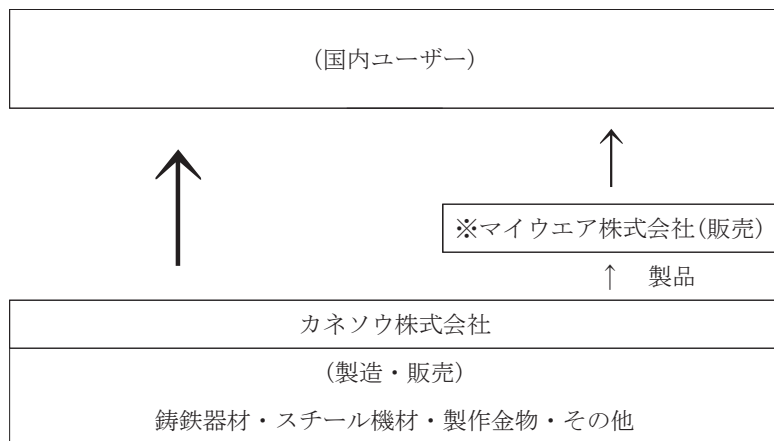 (国内ユーザー)
※マイウエア株式会社(販売)
↑ 製品
カネソウ株式会社
(製造・販売)
鋳鉄器材・スチール機材・製作金物・その他